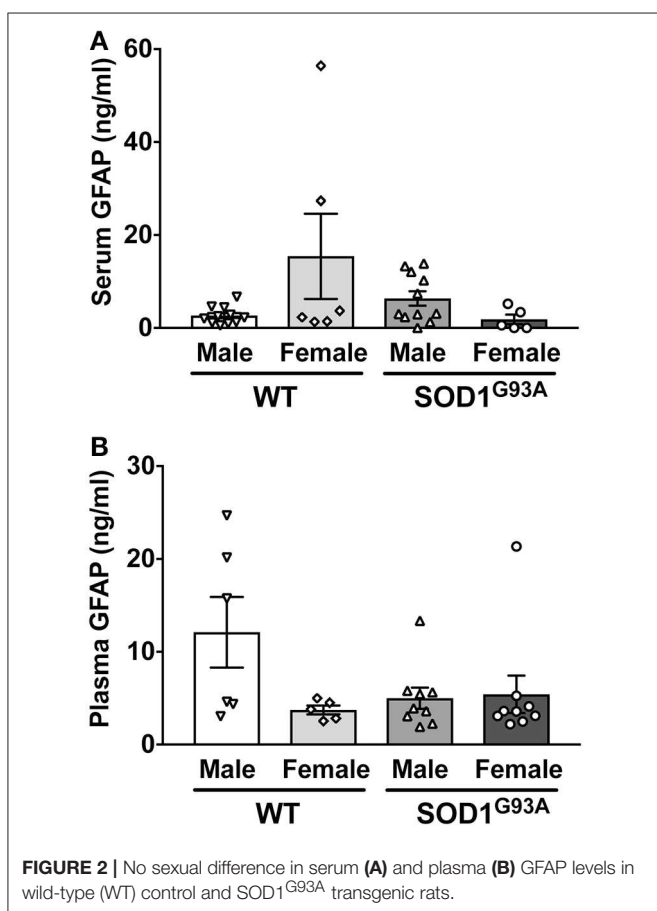 A
Serum GFAP (ng/ml)
60
40
20
0
Male Female Male Female
WT SOD1G93A
B
Plasma GFAP (ng/ml)
30
20
10
0
Male Female Male Female
WT SOD1G93A
FIGURE 2 | No sexual difference in serum (A) and plasma (B) GFAP levels in
wild-type (WT) control and SOD1G93A transgenic rats.